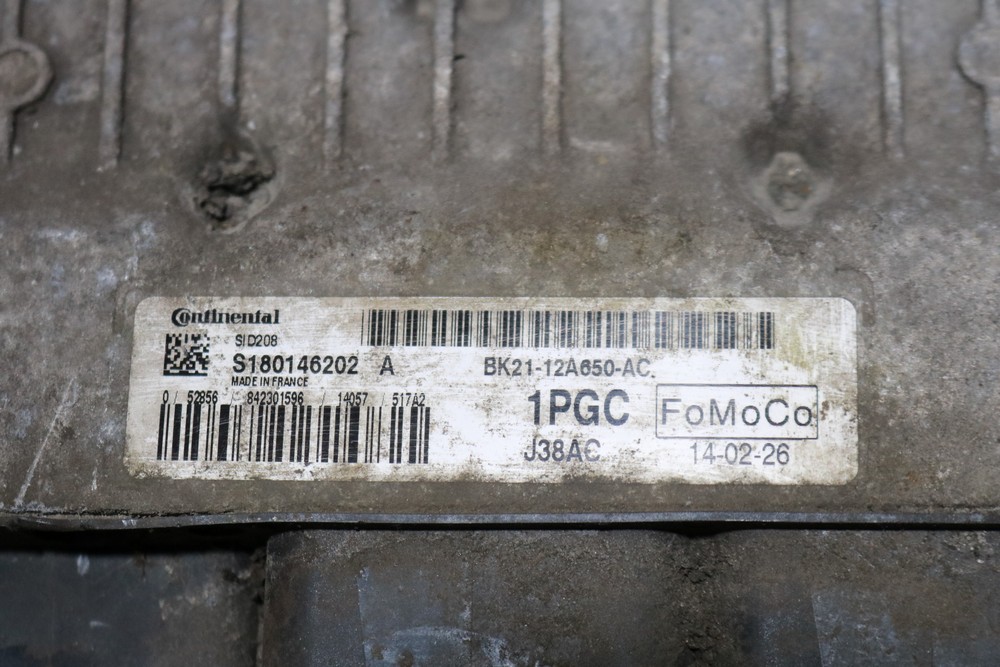 Continental
SID208
S180146202 A
MADE IN FRANCE
0 / 52856 / 842301596 / 14057 / 517A2
BK21-12A650-AC
1PGC
FoMoCo
J38AC
14-02-26